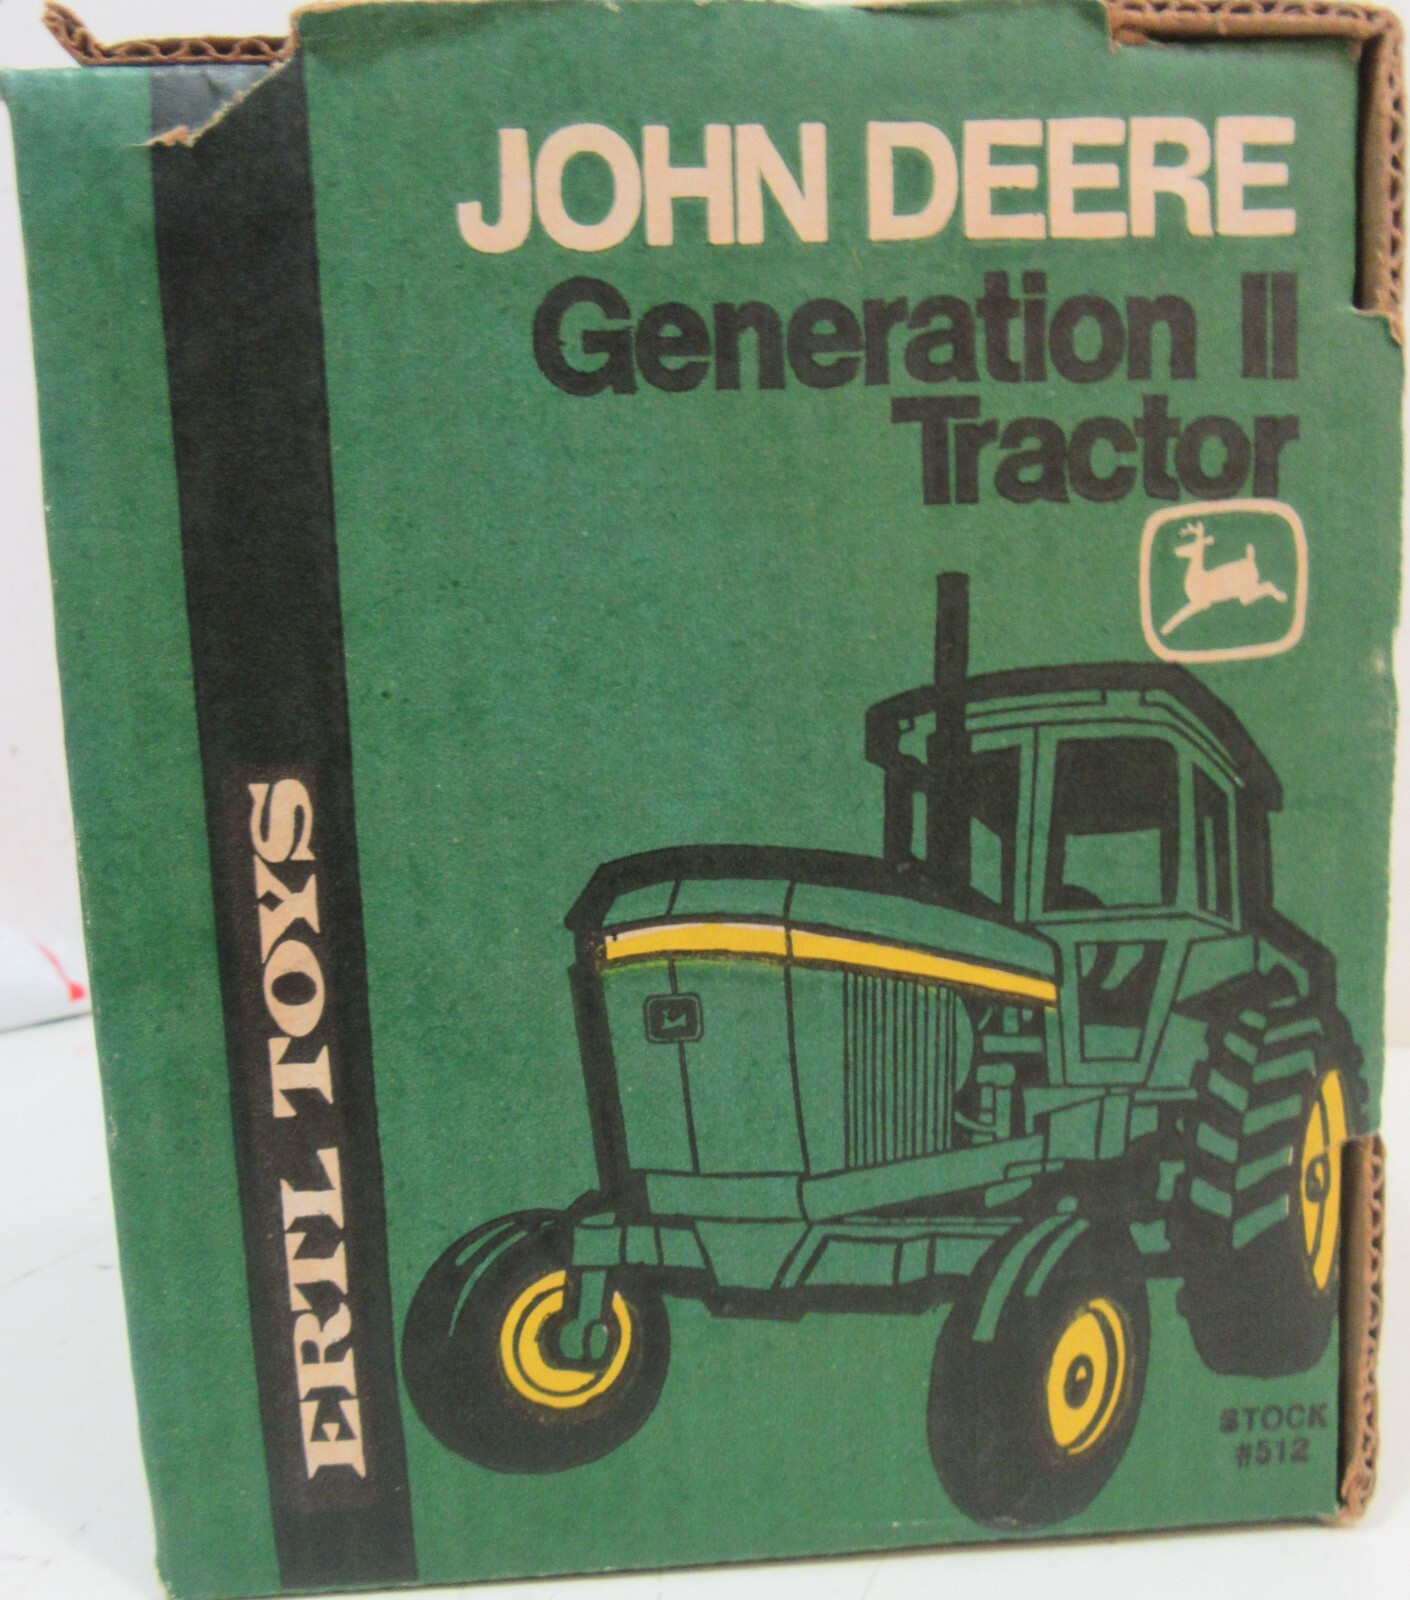 JOHN DEERE
Generation II
Tractor
ERTL TOYS
STOCK
#512